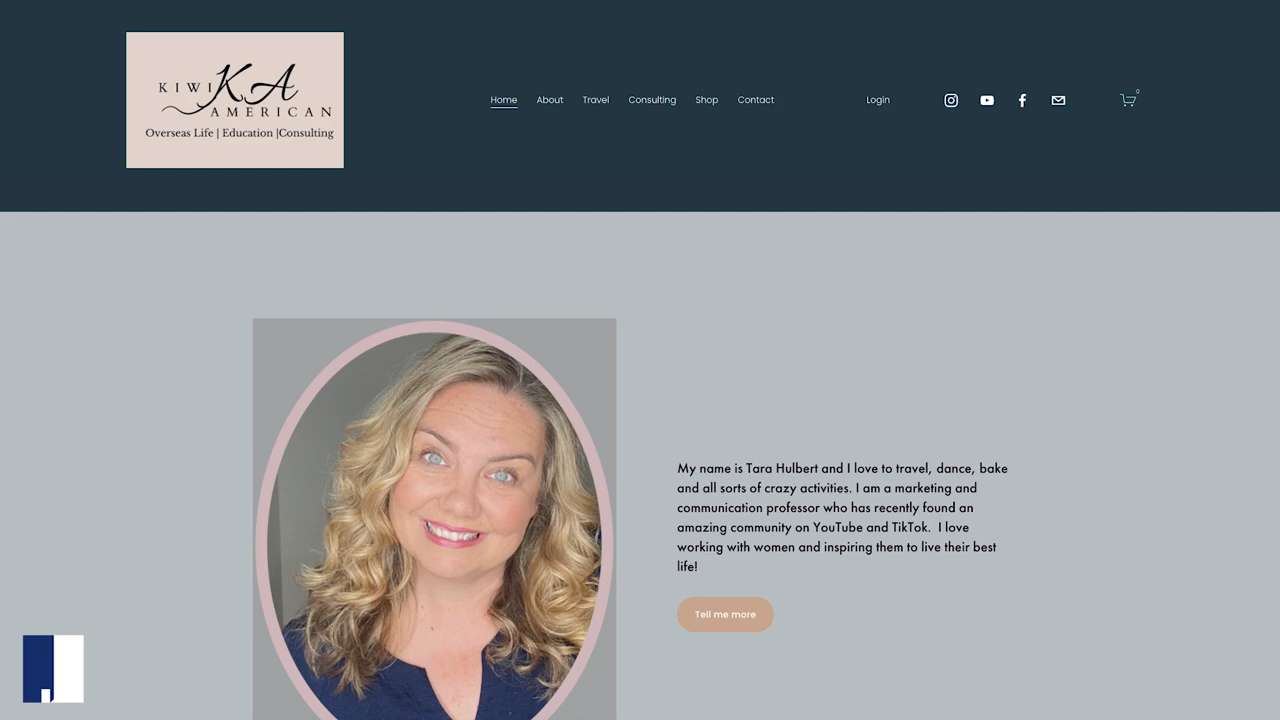 KIWI KA
AMERICAN
Overseas Life | Education |Consulting
Home About Travel Consulting Shop Contact Login 0
My name is Tara Hulbert and I love to travel, dance, bake
and all sorts of crazy activities. I am a marketing and
communication professor who has recently found an
amazing community on YouTube and TikTok.  I love
working with women and inspiring them to live their best
life!
Tell me more